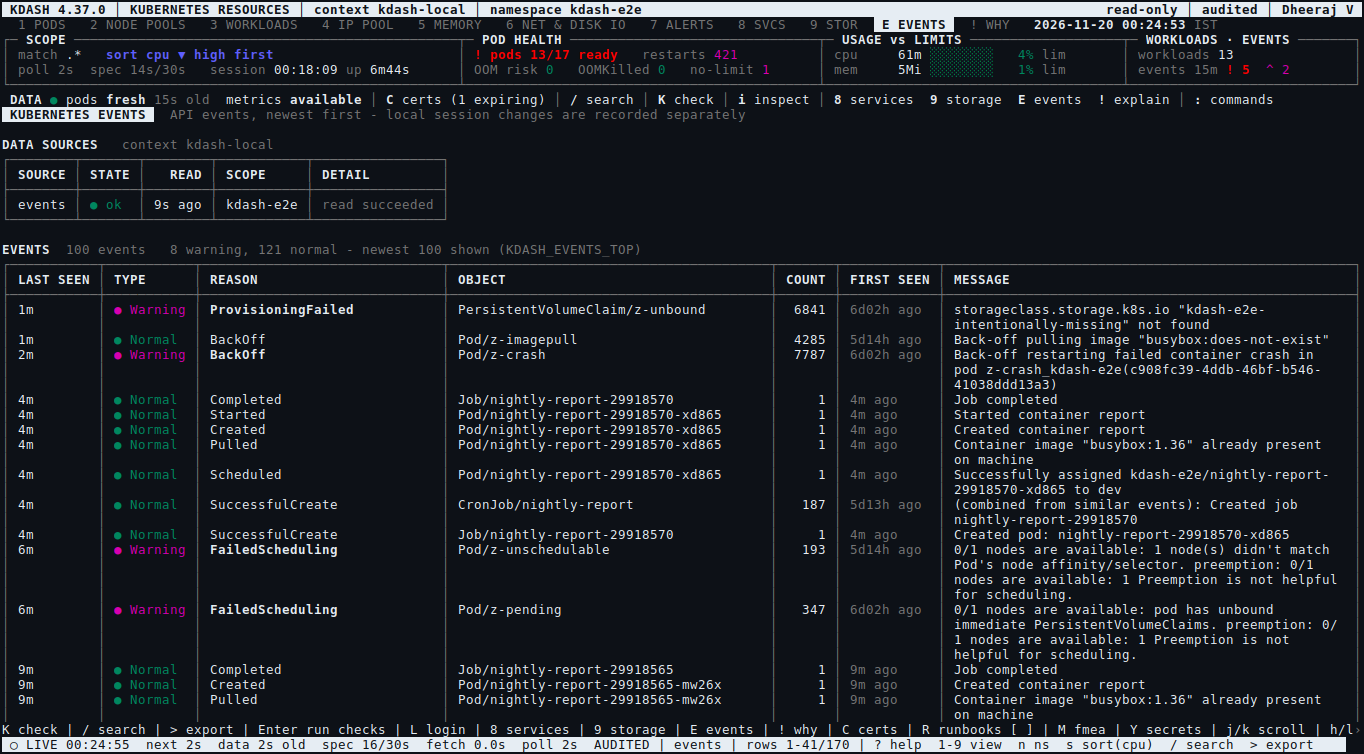 KDASH 4.37.0 │ KUBERNETES RESOURCES │ context kdash-local │ namespace kdash-e2e read-only │ audited │ Dheeraj V
1 PODS 2 NODE POOLS 3 WORKLOADS 4 IP POOL 5 MEMORY 6 NET & DISK IO 7 ALERTS 8 SVCS 9 STOR E EVENTS ! WHY 2026-11-20 00:24:53 IST
SCOPE POD HEALTH USAGE vs LIMITS WORKLOADS · EVENTS
match .* sort cpu ▼ high first ! pods 13/17 ready restarts 421 cpu 61m 4% lim workloads 13
poll 2s spec 14s/30s session 00:18:09 up 6m44s OOM risk 0 OOMKilled 0 no-limit 1 mem 5Mi 1% lim events 15m ! 5 ^ 2
DATA ● pods fresh 15s old metrics available │ C certs (1 expiring) │ / search │ K check │ i inspect │ 8 services 9 storage E events ! explain │ : commands
KUBERNETES EVENTS API events, newest first - local session changes are recorded separately
DATA SOURCES context kdash-local
SOURCE STATE READ SCOPE DETAIL
events ● ok 9s ago kdash-e2e read succeeded
EVENTS 100 events 8 warning, 121 normal - newest 100 shown (KDASH_EVENTS_TOP)
LAST SEEN TYPE REASON OBJECT COUNT FIRST SEEN MESSAGE
1m ● Warning ProvisioningFailed PersistentVolumeClaim/z-unbound 6841 6d02h ago storageclass.storage.k8s.io "kdash-e2e-
intentionally-missing" not found
1m ● Normal BackOff Pod/z-imagepull 4285 5d14h ago Back-off pulling image "busybox:does-not-exist"
2m ● Warning BackOff Pod/z-crash 7787 6d02h ago Back-off restarting failed container crash in
pod z-crash_kdash-e2e(c908fc39-4ddb-46bf-b546-
41038ddd13a3)
4m ● Normal Completed Job/nightly-report-29918570 1 4m ago Job completed
4m ● Normal Started Pod/nightly-report-29918570-xd865 1 4m ago Started container report
4m ● Normal Created Pod/nightly-report-29918570-xd865 1 4m ago Created container report
4m ● Normal Pulled Pod/nightly-report-29918570-xd865 1 4m ago Container image "busybox:1.36" already present
on machine
4m ● Normal Scheduled Pod/nightly-report-29918570-xd865 1 4m ago Successfully assigned kdash-e2e/nightly-report-
29918570-xd865 to dev
4m ● Normal SuccessfulCreate CronJob/nightly-report 187 5d13h ago (combined from similar events): Created job
nightly-report-29918570
4m ● Normal SuccessfulCreate Job/nightly-report-29918570 1 4m ago Created pod: nightly-report-29918570-xd865
6m ● Warning FailedScheduling Pod/z-unschedulable 193 5d14h ago 0/1 nodes are available: 1 node(s) didn't match
Pod's node affinity/selector. preemption: 0/1
nodes are available: 1 Preemption is not helpful
for scheduling.
6m ● Warning FailedScheduling Pod/z-pending 347 6d02h ago 0/1 nodes are available: pod has unbound
immediate PersistentVolumeClaims. preemption: 0/
1 nodes are available: 1 Preemption is not
helpful for scheduling.
9m ● Normal Completed Job/nightly-report-29918565 1 9m ago Job completed
9m ● Normal Created Pod/nightly-report-29918565-mw26x 1 9m ago Created container report
9m ● Normal Pulled Pod/nightly-report-29918565-mw26x 1 9m ago Container image "busybox:1.36" already present
on machine
K check | / search | > export | Enter run checks | L login | 8 services | 9 storage | E events | ! why | C certs | R runbooks [ ] | M fmea | Y secrets | j/k scroll | h/l›
○ LIVE 00:24:55 next 2s data 2s old spec 16/30s fetch 0.0s poll 2s AUDITED | events | rows 1-41/170 | ? help 1-9 view n ns s sort(cpu) / search > export